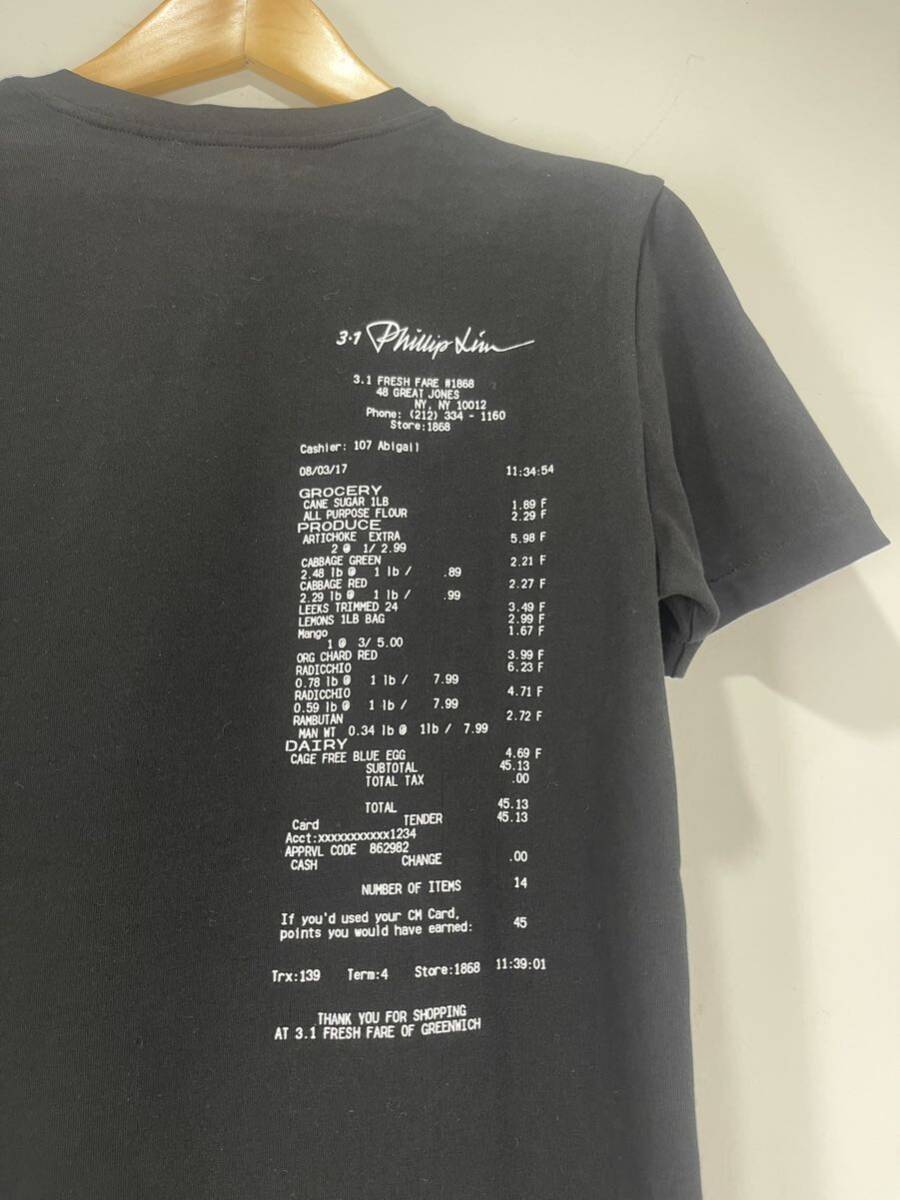 3.1 Phillip Lim
3.1 FRESH FARE #1868
48 GREAT JONES
NY, NY 10012
Phone: (212) 334 - 1160
Store:1868
Cashier: 107 Abigail
08/03/17 11:34:54
GROCERY
CANE SUGAR 1LB 1.89 F
ALL PURPOSE FLOUR 2.29 F
PRODUCE
ARTICHOKE EXTRA 5.98 F
2 @ 1/ 2.99
CABBAGE GREEN 2.21 F
2.48 lb @ 1 lb / .89
CABBAGE RED 2.27 F
2.29 lb @ 1 lb / .99
LEEKS TRIMMED 24 3.49 F
LEMONS 1LB BAG 2.99 F
Mango 1.67 F
1 @ 3/ 5.00
ORG CHARD RED 3.99 F
RADICCHIO 6.23 F
0.78 lb @ 1 lb / 7.99
RADICCHIO 4.71 F
0.59 lb @ 1 lb / 7.99
RAMBUTAN 2.72 F
MAN WT 0.34 lb @ 1lb / 7.99
DAIRY
CAGE FREE BLUE EGG 4.69 F
SUBTOTAL 45.13
TOTAL TAX .00
TOTAL 45.13
Card TENDER 45.13
Acct:xxxxxxxxxxx1234
APPRVL CODE 862982
CASH CHANGE .00
NUMBER OF ITEMS 14
If you'd used your CM Card,
points you would have earned: 45
Trx:139 Term:4 Store:1868 11:39:01
THANK YOU FOR SHOPPING
AT 3.1 FRESH FARE OF GREENWICH